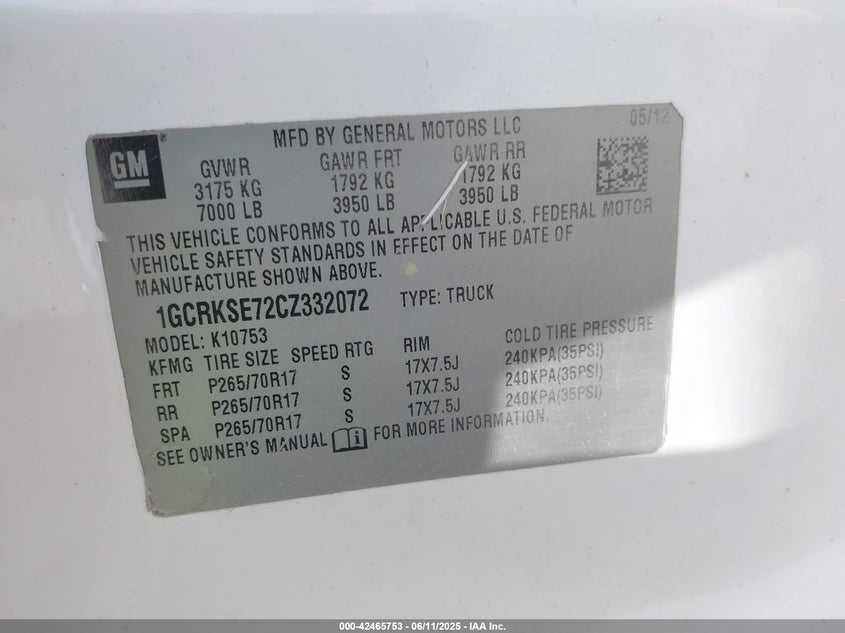 05/12
MFD BY GENERAL MOTORS LLC
GM
GVWR GAWR FRT GAWR RR
3175 KG 1792 KG 1792 KG
7000 LB 3950 LB 3950 LB
THIS VEHICLE CONFORMS TO ALL APPLICABLE U.S. FEDERAL MOTOR
VEHICLE SAFETY STANDARDS IN EFFECT ON THE DATE OF
MANUFACTURE SHOWN ABOVE.
1GCRKSE72CZ332072 TYPE: TRUCK
MODEL: K10753
KFMG TIRE SIZE SPEED RTG RIM COLD TIRE PRESSURE
FRT P265/70R17 S 17X7.5J 240KPA(35PSI)
RR P265/70R17 S 17X7.5J 240KPA(35PSI)
SPA P265/70R17 S 17X7.5J 240KPA(35PSI)
SEE OWNER'S MANUAL FOR MORE INFORMATION.
000-42465753 - 06/11/2025 - IAA Inc.